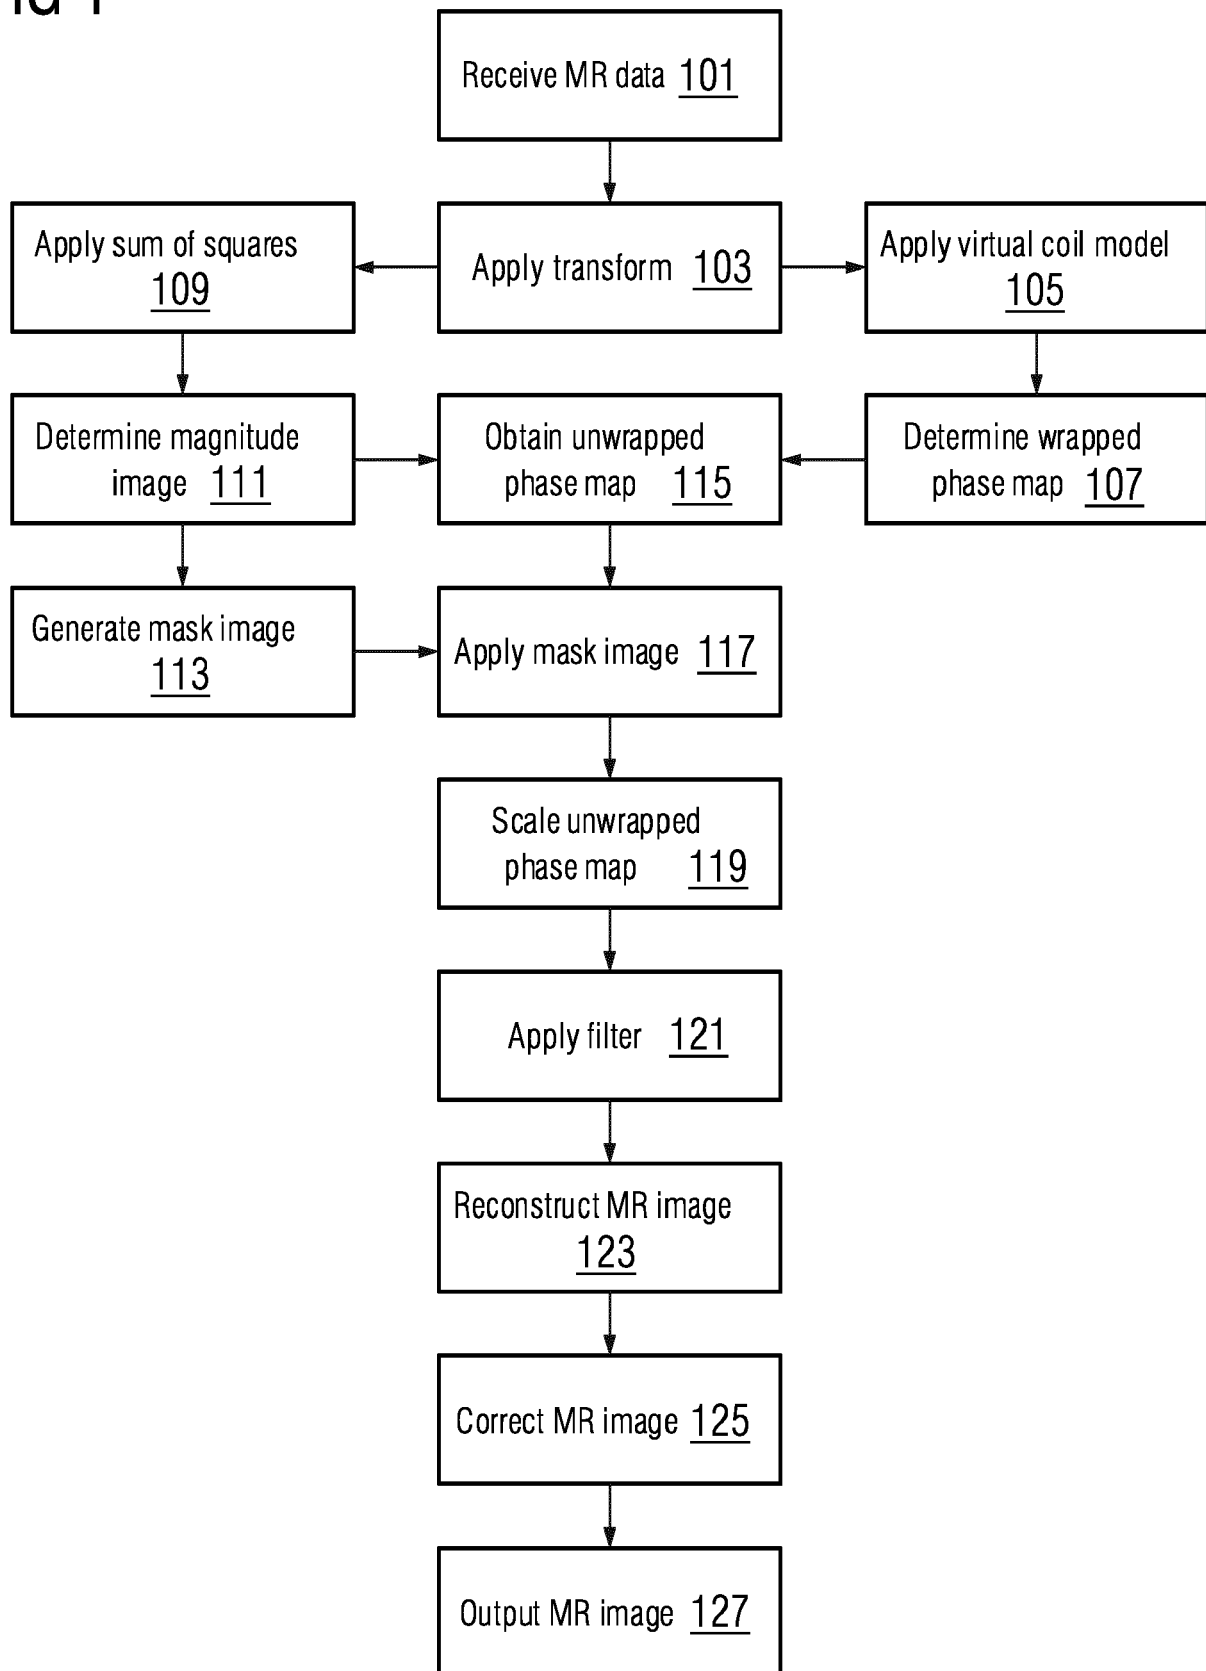 Receive MR data 101
Apply sum of squares
109
Apply transform 103
Apply virtual coil model
105
Determine magnitude
image 111
Obtain unwrapped
phase map 115
Determine wrapped
phase map 107
Generate mask image
113
Apply mask image 117
Scale unwrapped
phase map 119
Apply filter 121
Reconstruct MR image
123
Correct MR image 125
Output MR image 127